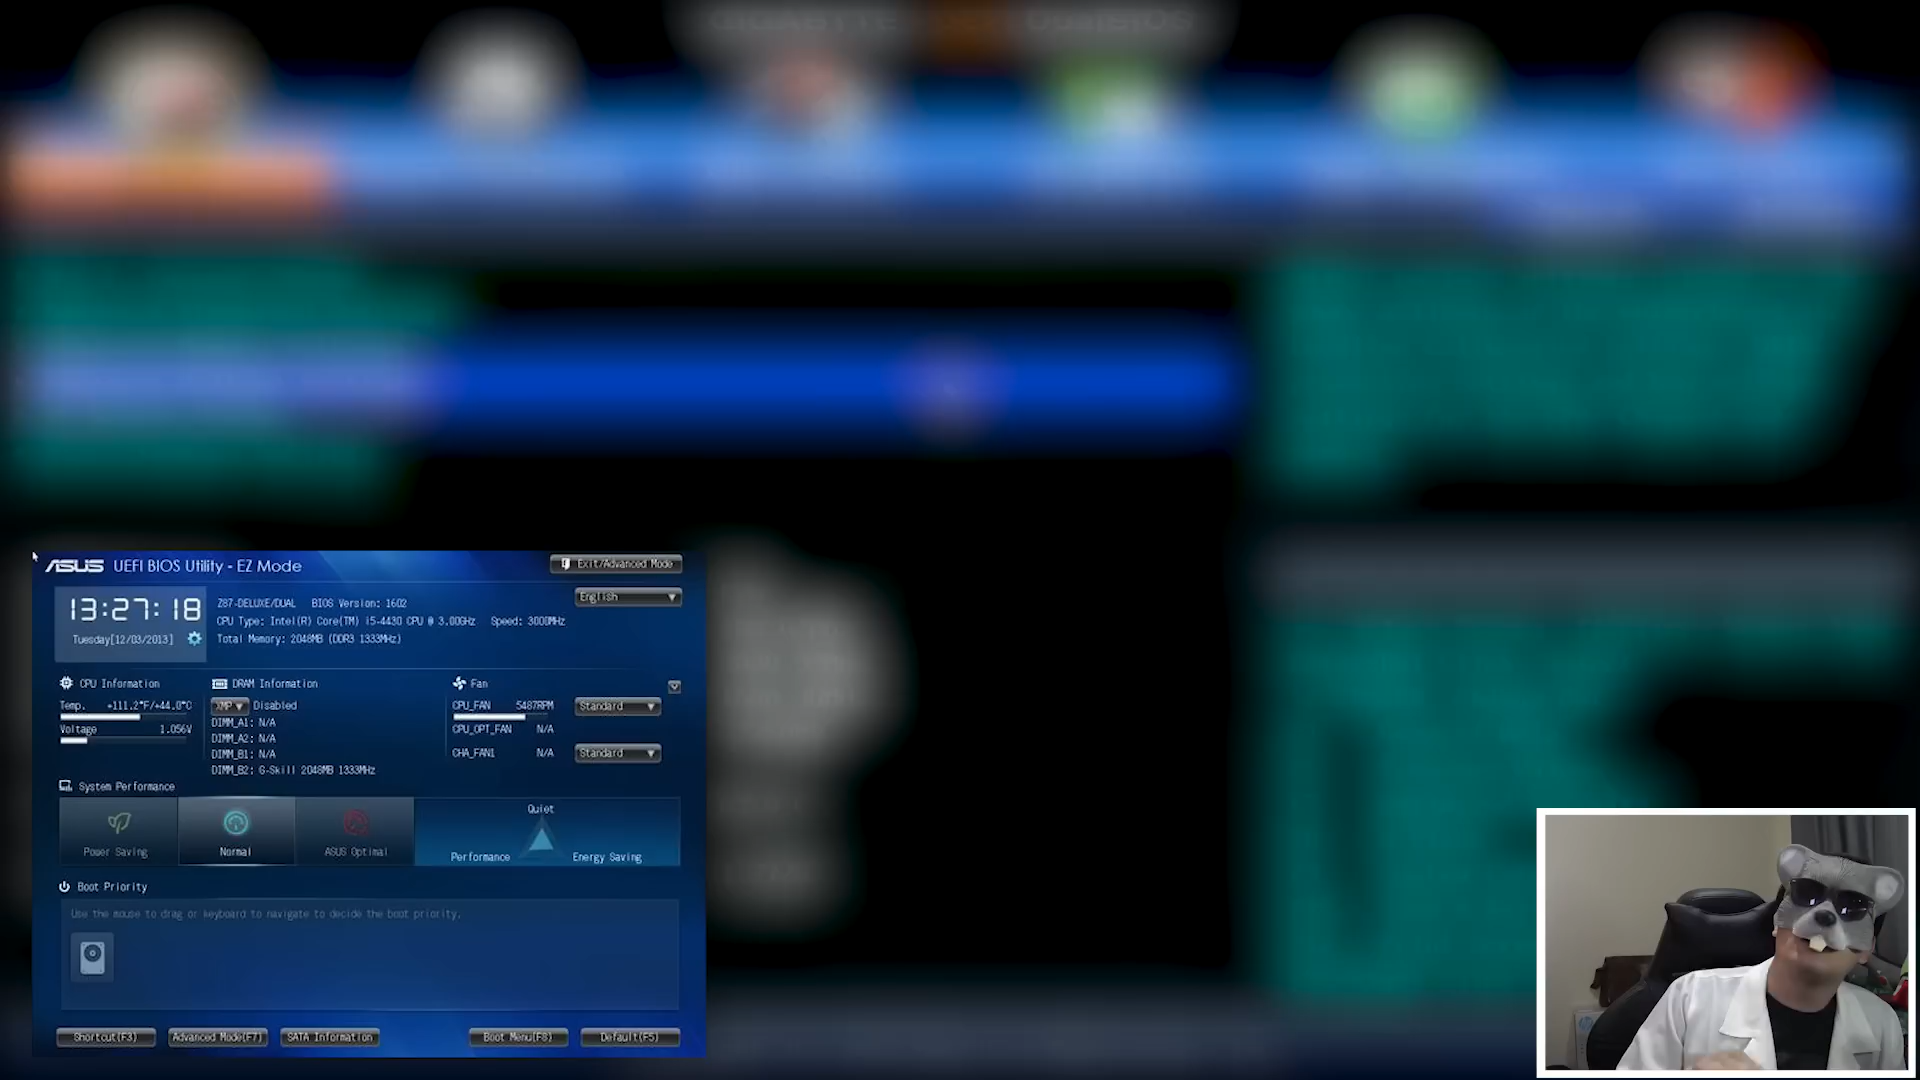 ASUS UEFI BIOS Utility - EZ Mode
Exit/Advanced Mode
English
13:27:18
Tuesday[12/03/2013]
Z87-DELUXE/DUAL BIOS Version: 1602
CPU Type: Intel(R) Core(TM) i5-4430 CPU @ 3.00GHz Speed: 3000MHz
Total Memory: 2048MB (DDR3 1333MHz)
CPU Information
Temp. +111.2°F/+44.0°C
Voltage 1.056V
DRAM Information
XMP Disabled
DIMM_A1: N/A
DIMM_A2: N/A
DIMM_B1: N/A
DIMM_B2: G-Skill 2048MB 1333MHz
Fan
CPU_FAN 5487RPM Standard
CPU_OPT_FAN N/A
CHA_FAN1 N/A Standard
System Performance
Power Saving
Normal
ASUS Optimal
Quiet
Performance
Energy Saving
Boot Priority
Use the mouse to drag or keyboard to navigate to decide the boot priority.
Shortcut(F3)
Advanced Mode(F7)
SATA Information
Boot Menu(F8)
Default(F5)